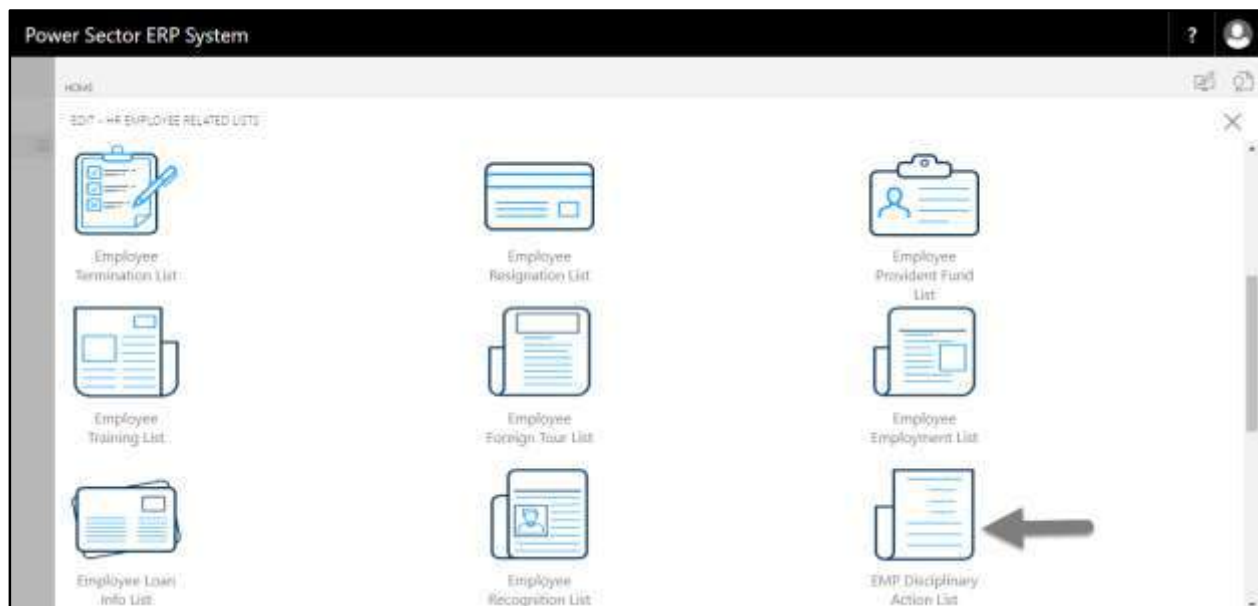 Power Sector ERP System
?
HOME
EDIT - HR EMPLOYEE RELATED LISTS
Employee
Termination List
Employee
Resignation List
Employee
Provident Fund
List
Employee
Training List
Employee
Foreign Tour List
Employee
Employment List
Employee Loan
Info List
Employee
Recognition List
EMP Disciplinary
Action List